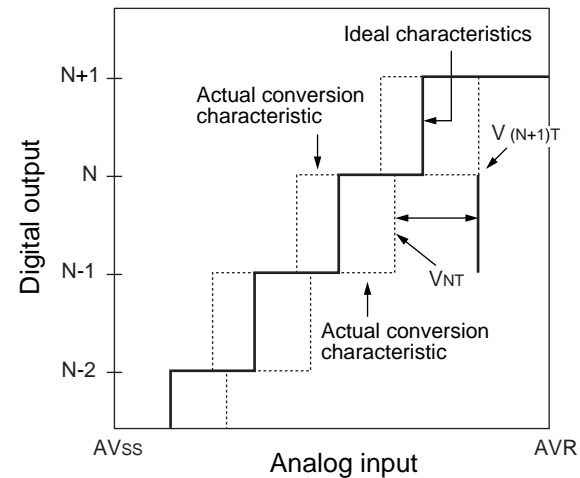 Ideal characteristics
N+1
Actual conversion
characteristic
V (N+1)T
N
Digital output
N-1
VNT
Actual conversion
characteristic
N-2
AVSS
AVR
Analog input